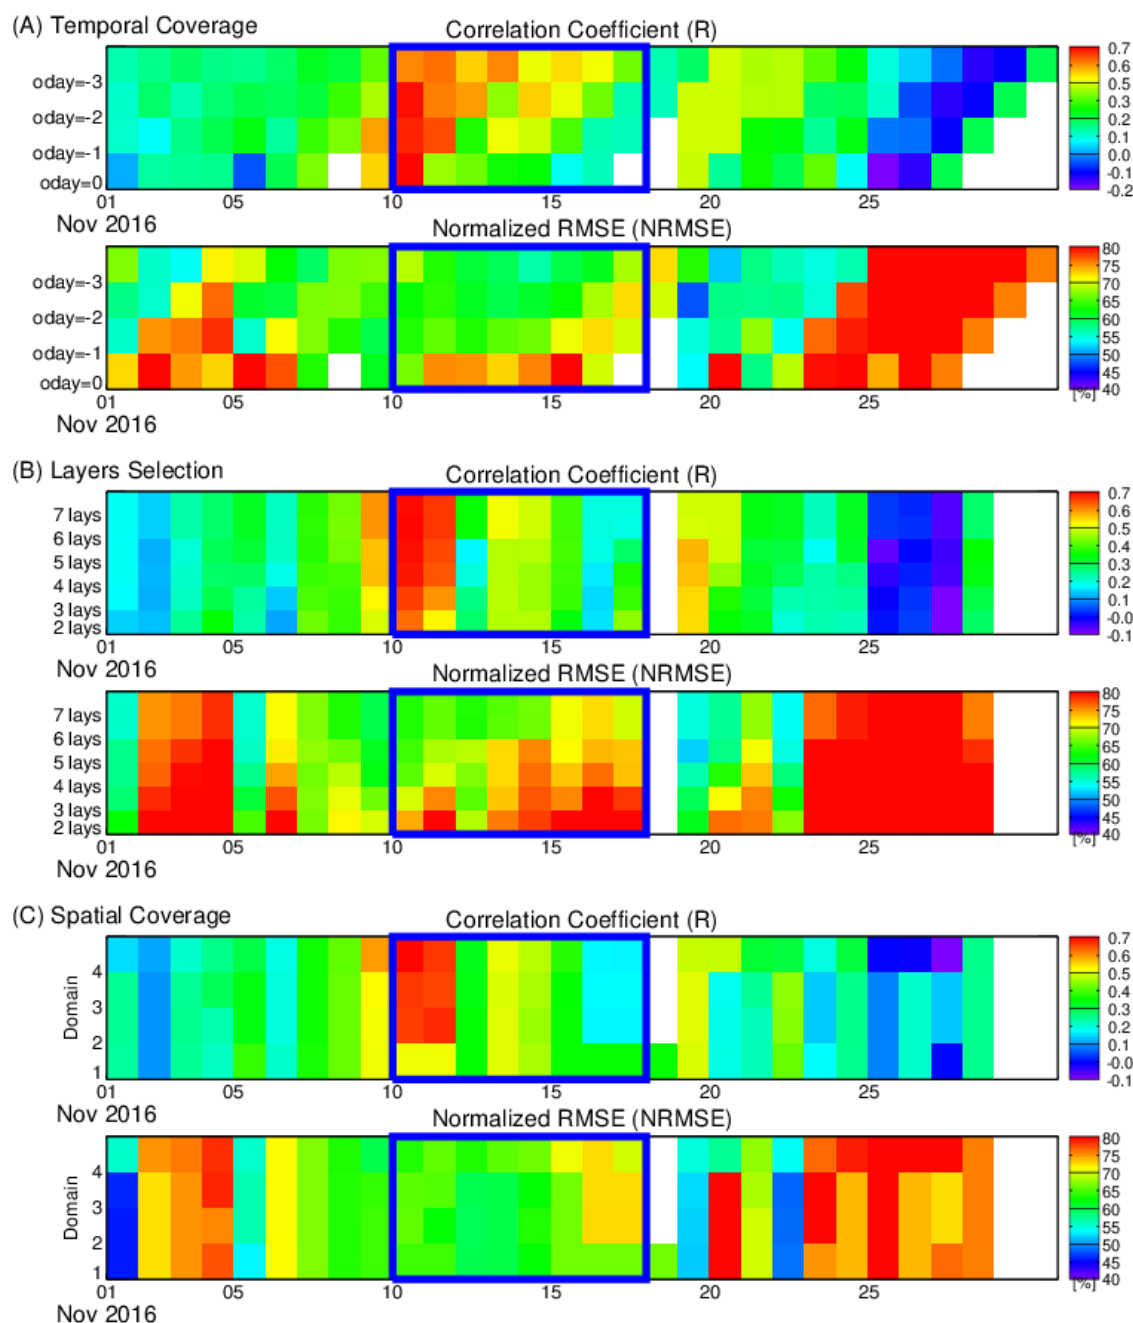 (A) Temporal Coverage
Correlation Coefficient (R)
oday=-3
oday=-2
oday=-1
oday=0
01 05 10 15 20 25
Nov 2016
0.7
0.6
0.5
0.4
0.3
0.2
0.1
0.0
-0.1
-0.2
Normalized RMSE (NRMSE)
oday=-3
oday=-2
oday=-1
oday=0
01 05 10 15 20 25
Nov 2016
80
75
70
65
60
55
50
45
40
[%]
(B) Layers Selection
Correlation Coefficient (R)
7 lays
6 lays
5 lays
4 lays
3 lays
2 lays
01 05 10 15 20 25
Nov 2016
0.7
0.6
0.5
0.4
0.3
0.2
0.1
-0.0
-0.1
Normalized RMSE (NRMSE)
7 lays
6 lays
5 lays
4 lays
3 lays
2 lays
01 05 10 15 20 25
Nov 2016
80
75
70
65
60
55
50
45
40
[%]
(C) Spatial Coverage
Correlation Coefficient (R)
Domain
4
3
2
1
01 05 10 15 20 25
Nov 2016
0.7
0.6
0.5
0.4
0.3
0.2
0.1
-0.0
-0.1
Normalized RMSE (NRMSE)
Domain
4
3
2
1
01 05 10 15 20 25
Nov 2016
80
75
70
65
60
55
50
45
40
[%]